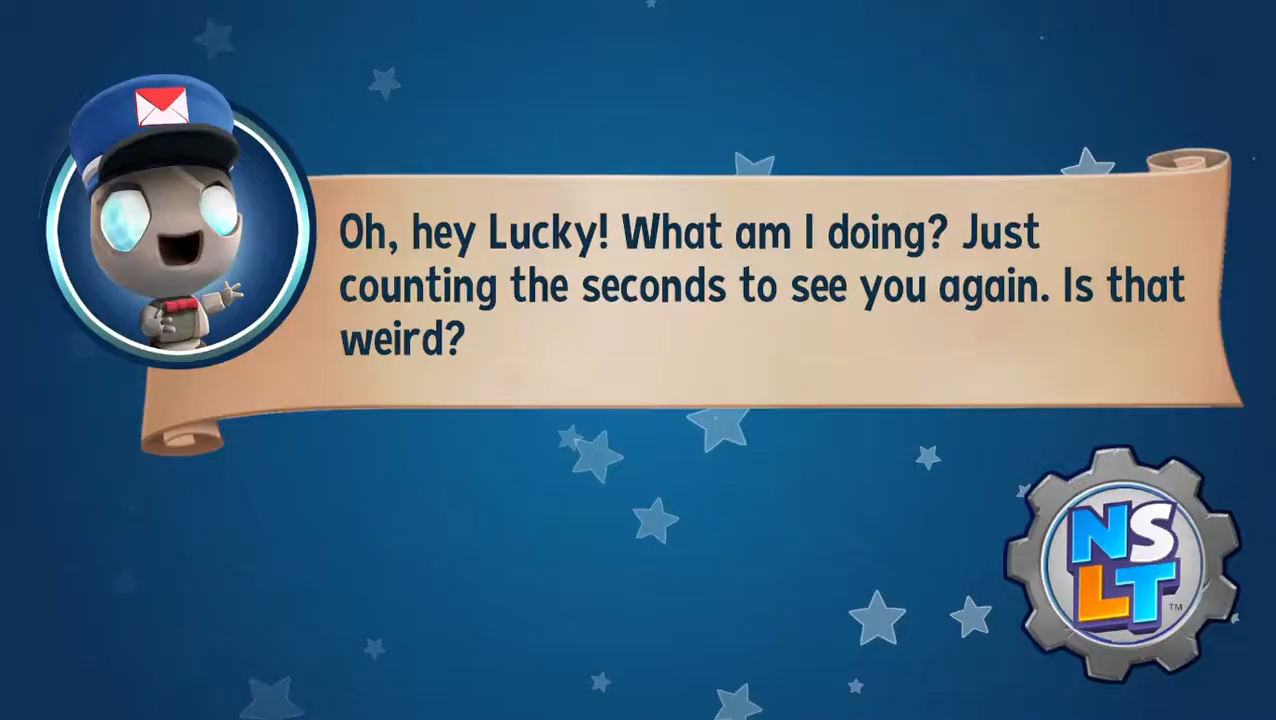 Oh, hey Lucky! What am I doing? Just
counting the seconds to see you again. Is that
weird?
NS
LT
TM